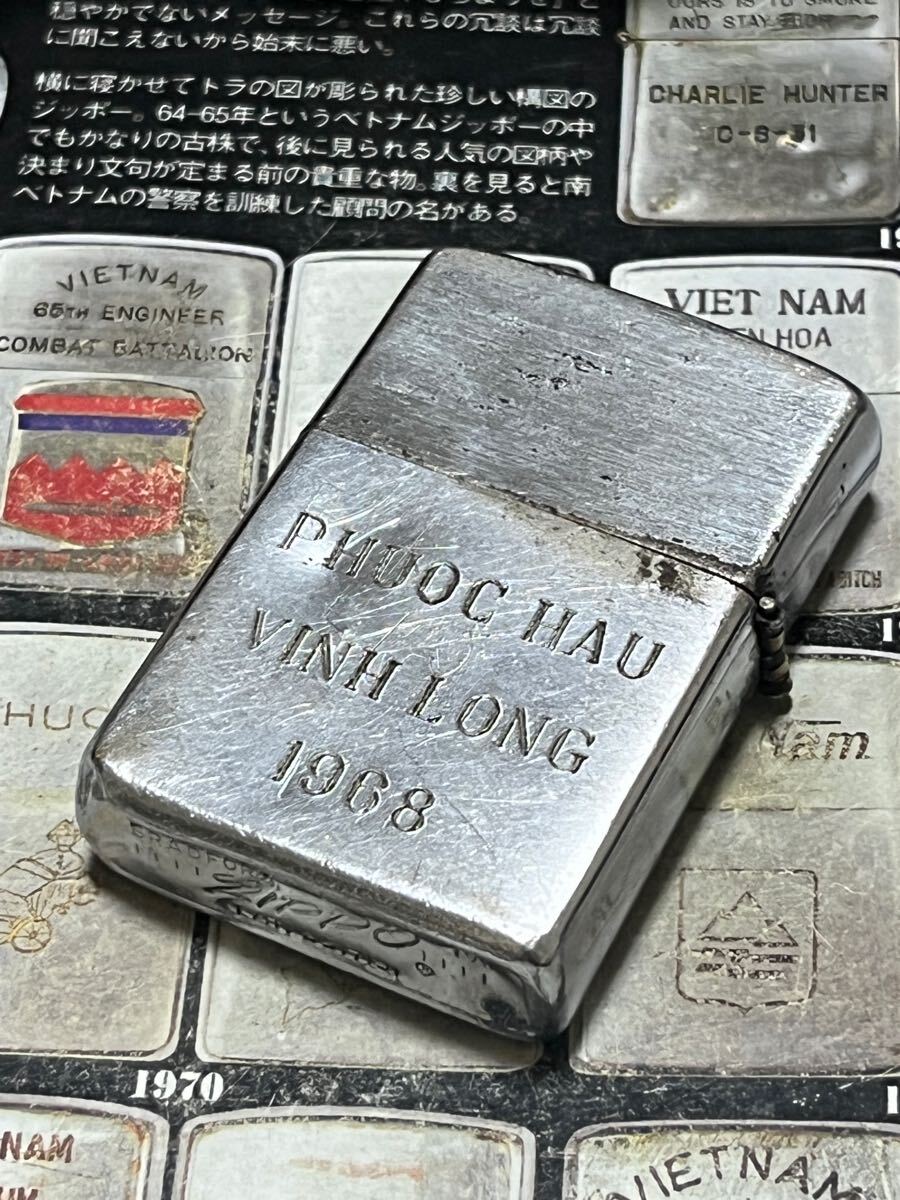 穏やかでないメッセージ。これらの冗談は冗談
に聞こえないから始末に悪い。
横に寝かせてトラの図が彫られた珍しい構図の
ジッポー。64-65年というベトナムジッポーの中
でもかなりの古株で、後に見られる人気の図柄や
決まり文句が定まる前の貴重な物。裏を見ると南
ベトナムの警察を訓練した顧問の名がある。
OURS IS TO SMOKE
AND STAY
CHARLIE HUNTER
VIETNAM
65TH ENGINEER
COMBAT BATTALION
VIET NAM
HOA
PHUOC HAU
VINH LONG
1968
BRADFORD
Zippo
Nam
1970
NAM
VIETNA